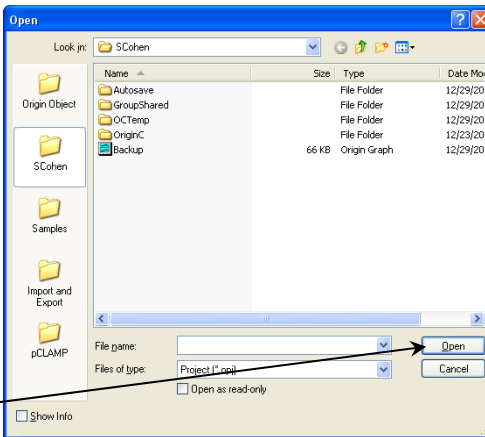 Open
Look in: SCohen
Name Size Type Date Mo
Autosave File Folder 12/29/20
GroupShared File Folder 12/29/20
OCTemp File Folder 12/29/20
OriginC File Folder 12/23/20
Backup 66 KB Origin Graph 12/29/20
Origin Object
SCohen
Samples
Import and
Export
pCLAMP
File name: Open
Files of type: Project (*.opj) Cancel
Open as read-only
Show Info